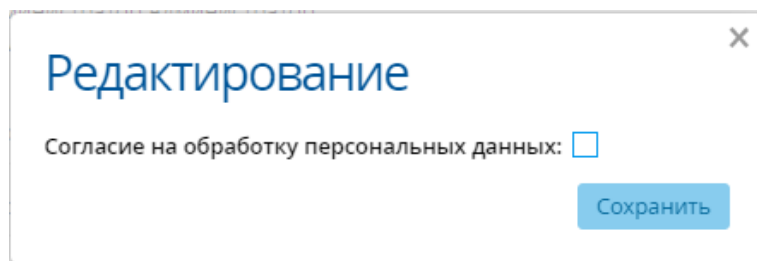 Редактирование
Согласие на обработку персональных данных:
Сохранить